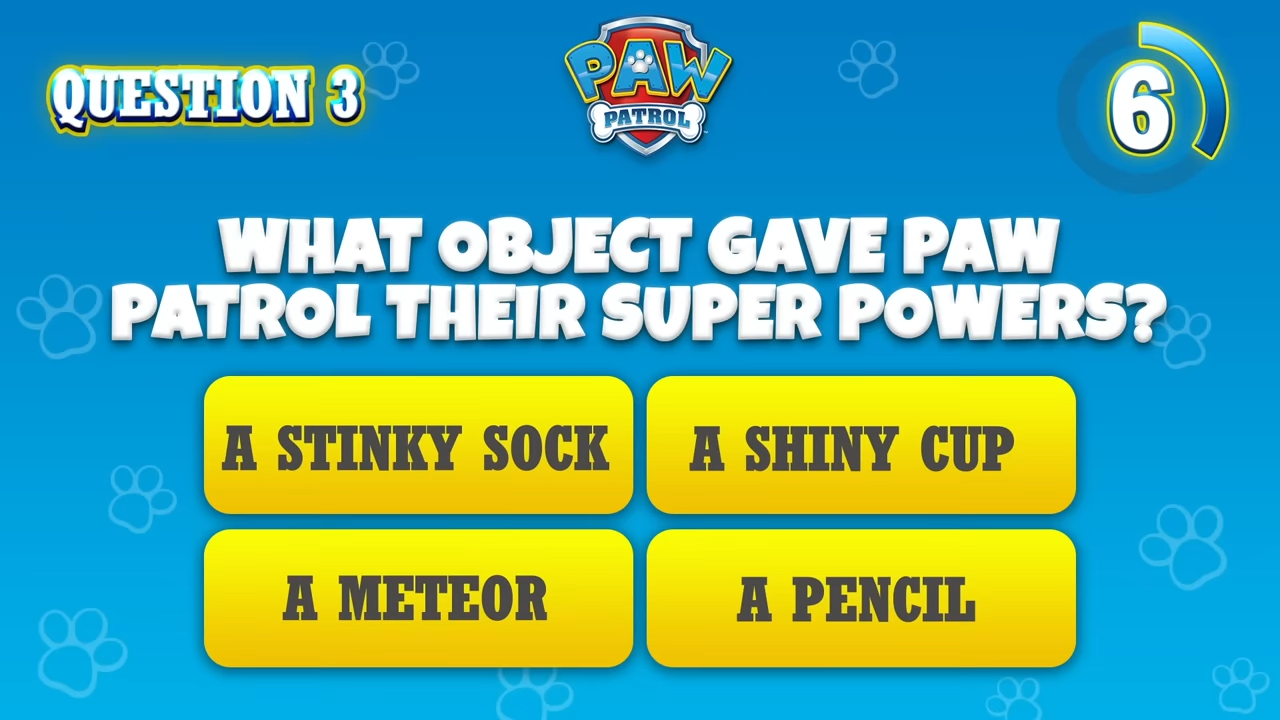 QUESTION 3
PAW
PATROL
6
WHAT OBJECT GAVE PAW
PATROL THEIR SUPER POWERS?
A STINKY SOCK
A SHINY CUP
A METEOR
A PENCIL